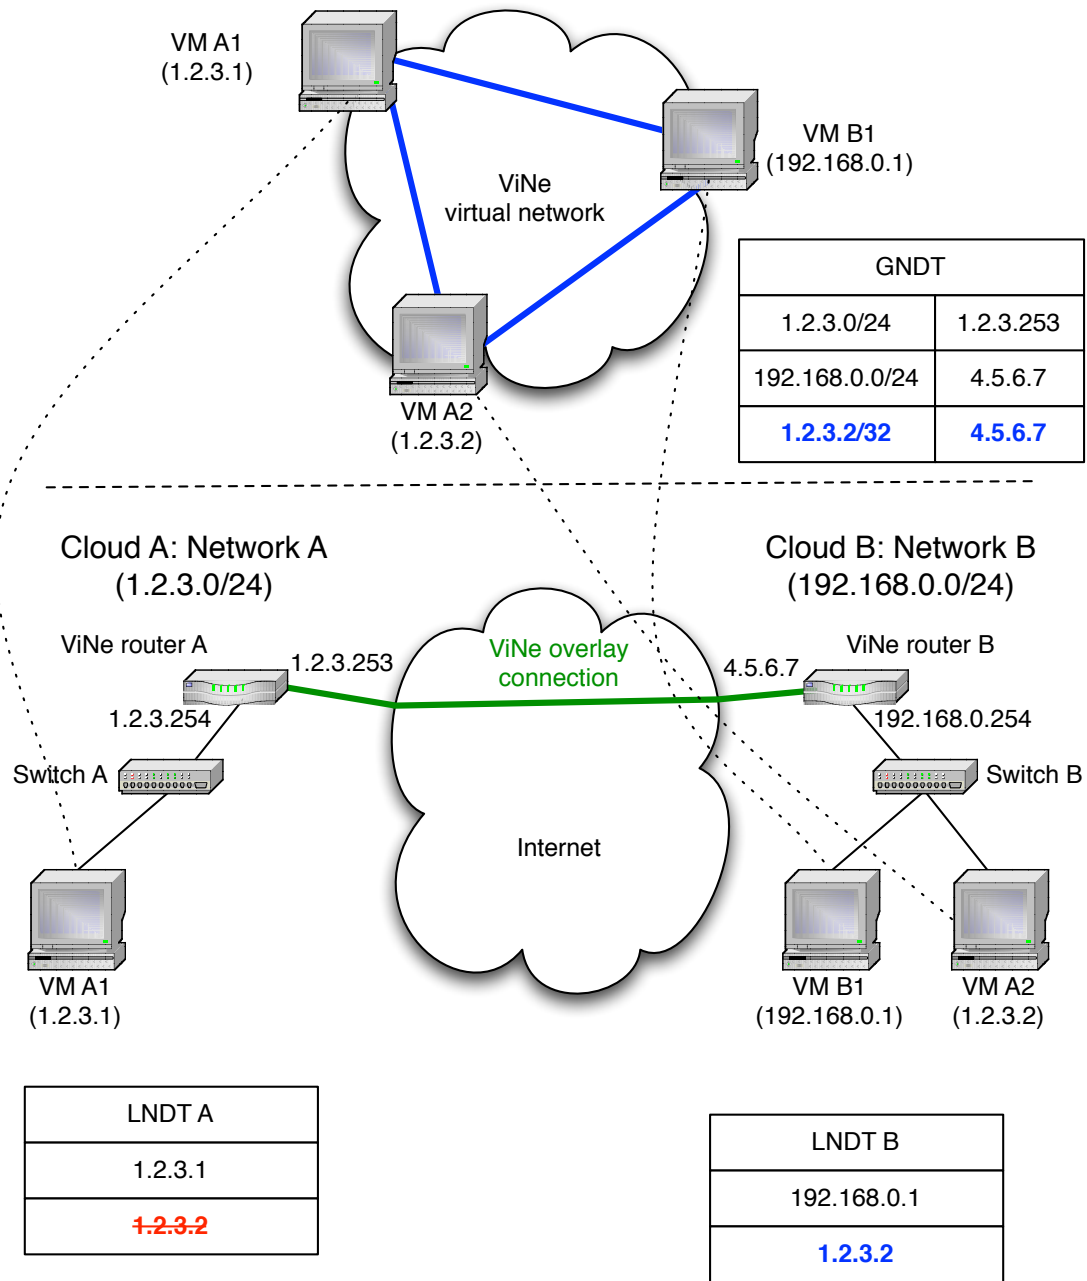 VM A1
(1.2.3.1)
VM B1
(192.168.0.1)
ViNe
virtual network
VM A2
(1.2.3.2)
GNDT
1.2.3.0/24 1.2.3.253
192.168.0.0/24 4.5.6.7
1.2.3.2/32 4.5.6.7
Cloud A: Network A
(1.2.3.0/24)
Cloud B: Network B
(192.168.0.0/24)
ViNe router A
1.2.3.253
ViNe overlay
connection
4.5.6.7
ViNe router B
1.2.3.254
192.168.0.254
Switch A
Switch B
Internet
VM A1
(1.2.3.1)
VM B1
(192.168.0.1)
VM A2
(1.2.3.2)
LNDT A
1.2.3.1
1.2.3.2
LNDT B
192.168.0.1
1.2.3.2